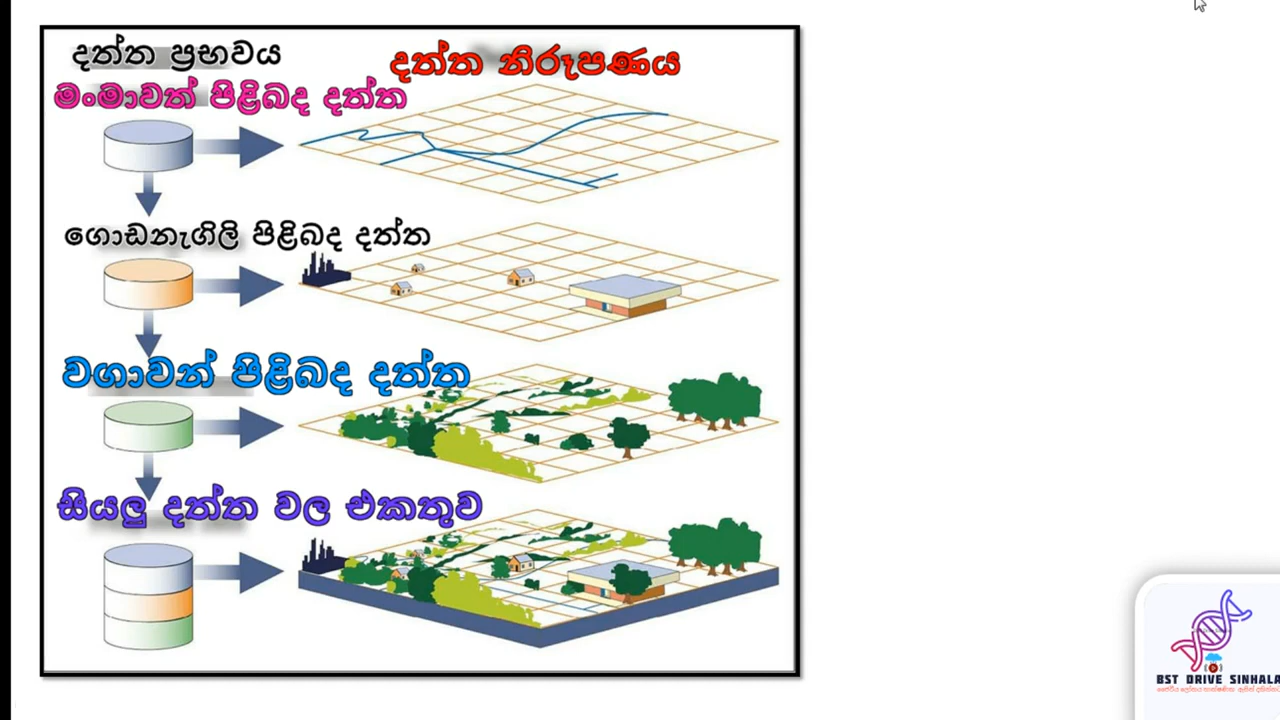 දත්ත ප්‍රභවය
දත්ත නිරූපණය
මංමාවත් පිළිබද දත්ත
ගොඩනැගිලි පිළිබද දත්ත
වගාවන් පිළිබද දත්ත
සියලු දත්ත වල එකතුව
BST DRIVE SINHALA